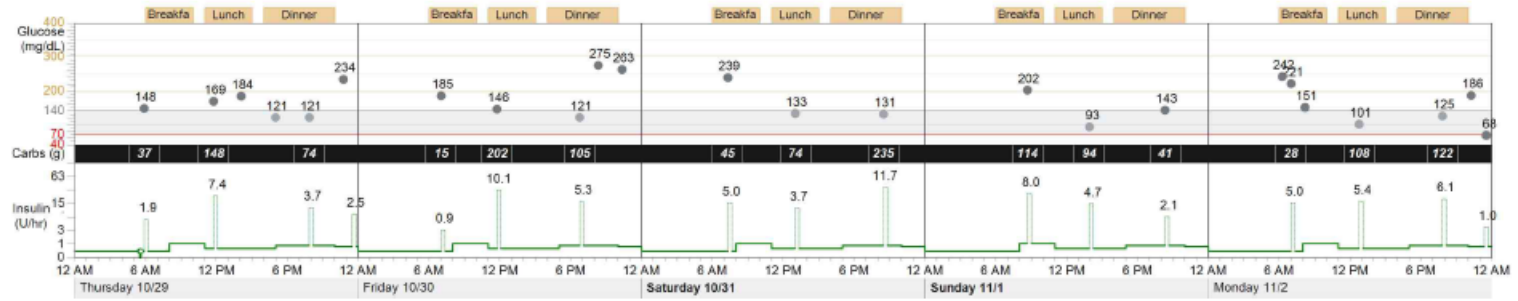 Breakfa Lunch Dinner Breakfa Lunch Dinner Breakfa Lunch Dinner Breakfa Lunch Dinner Breakfa Lunch Dinner
400
Glucose
(mg/dL)
300
200
140
70
40
148 169 184 121 121 234 185 146 121 275 263 239 133 131 202 93 143 242 221 151 101 125 186 68
Carbs (g) 37 148 74 15 202 105 45 74 235 114 94 41 28 108 122
63
15
Insulin
(U/hr)
3
1
0
1.9 7.4 3.7 2.5 0.9 10.1 5.3 5.0 3.7 11.7 8.0 4.7 2.1 5.0 5.4 6.1 1.0
12 AM 6 AM 12 PM 6 PM 12 AM 6 AM 12 PM 6 PM 12 AM 6 AM 12 PM 6 PM 12 AM 6 AM 12 PM 6 PM 12 AM 6 AM 12 PM 6 PM 12 AM
Thursday 10/29 Friday 10/30 Saturday 10/31 Sunday 11/1 Monday 11/2